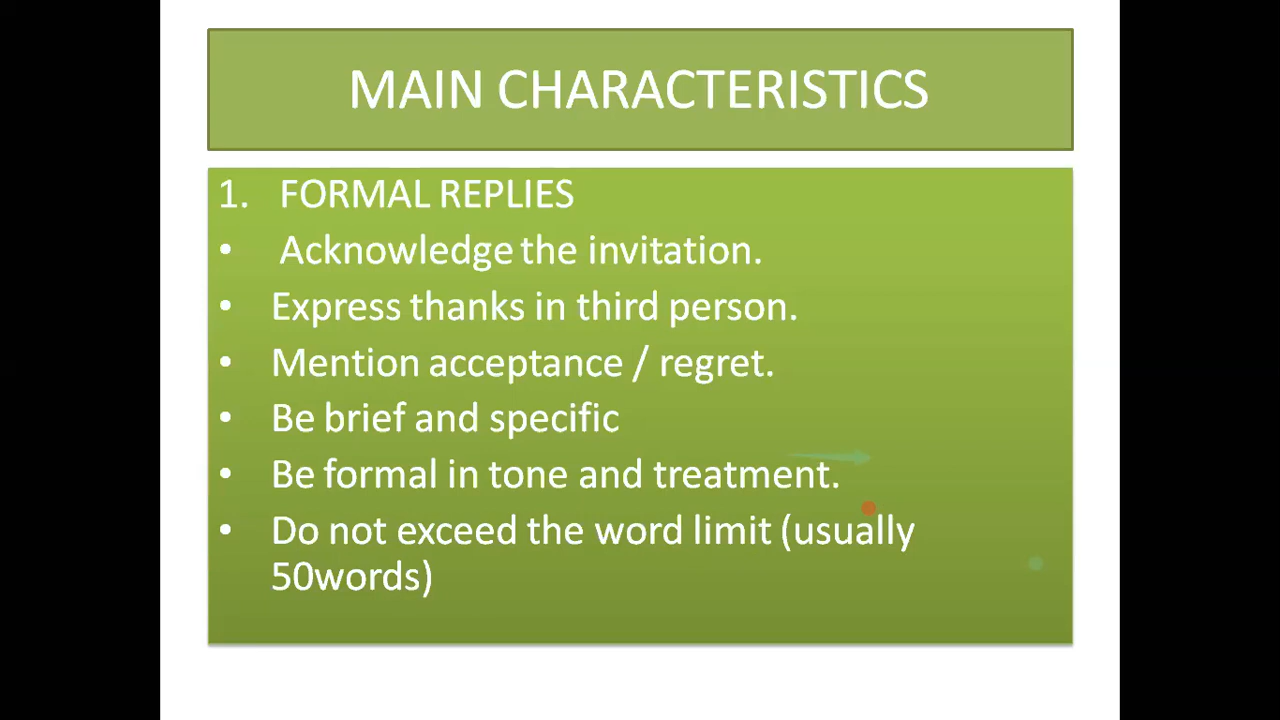 MAIN CHARACTERISTICS
1. FORMAL REPLIES
• Acknowledge the invitation.
• Express thanks in third person.
• Mention acceptance / regret.
• Be brief and specific
• Be formal in tone and treatment.
• Do not exceed the word limit (usually
50words)